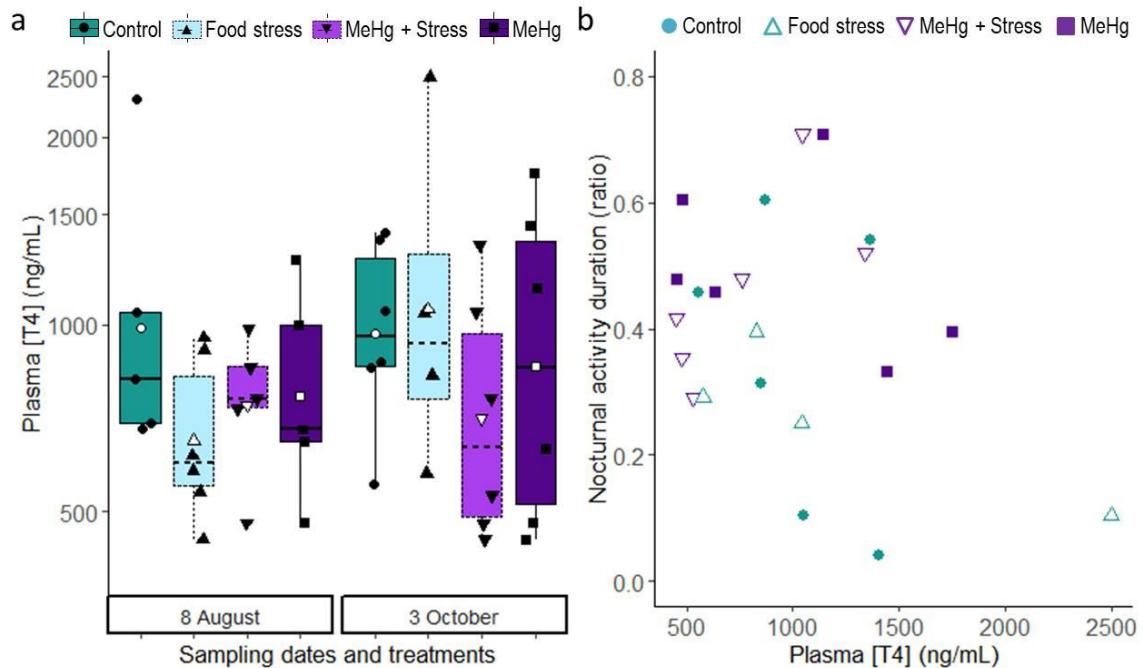 a
Control Food stress MeHg + Stress MeHg
Plasma [T4] (ng/mL)
2500
2000
1500
1000
500
8 August 3 October
Sampling dates and treatments
b
Control Food stress MeHg + Stress MeHg
Nocturnal activity duration (ratio)
0.8
0.6
0.4
0.2
0.0
500 1000 1500 2000 2500
Plasma [T4] (ng/mL)